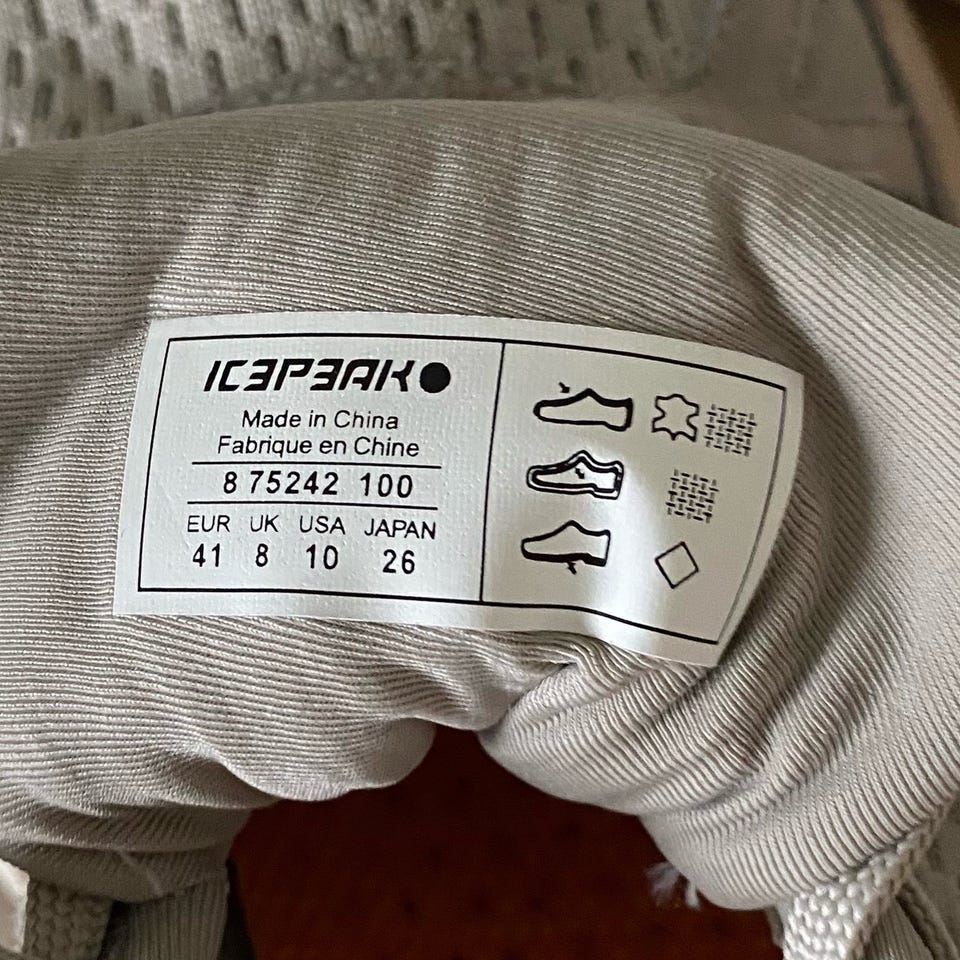 ICEPEAK
Made in China
Fabrique en Chine
8 75242 100
EUR UK USA JAPAN
41 8 10 26